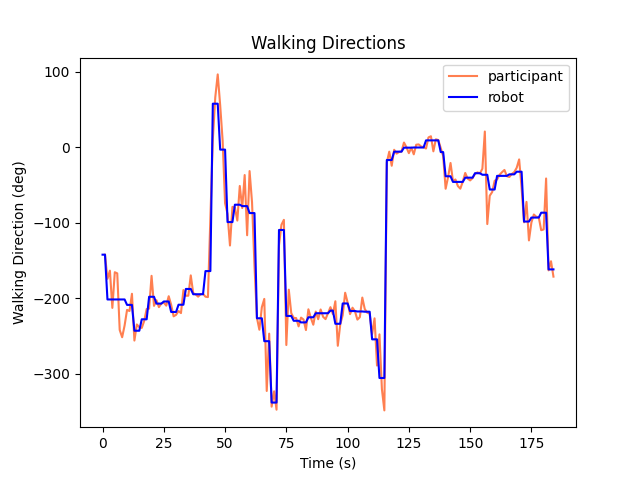 Walking Directions
participant
robot
100
0
−100
−200
−300
Walking Direction (deg)
0 25 50 75 100 125 150 175
Time (s)